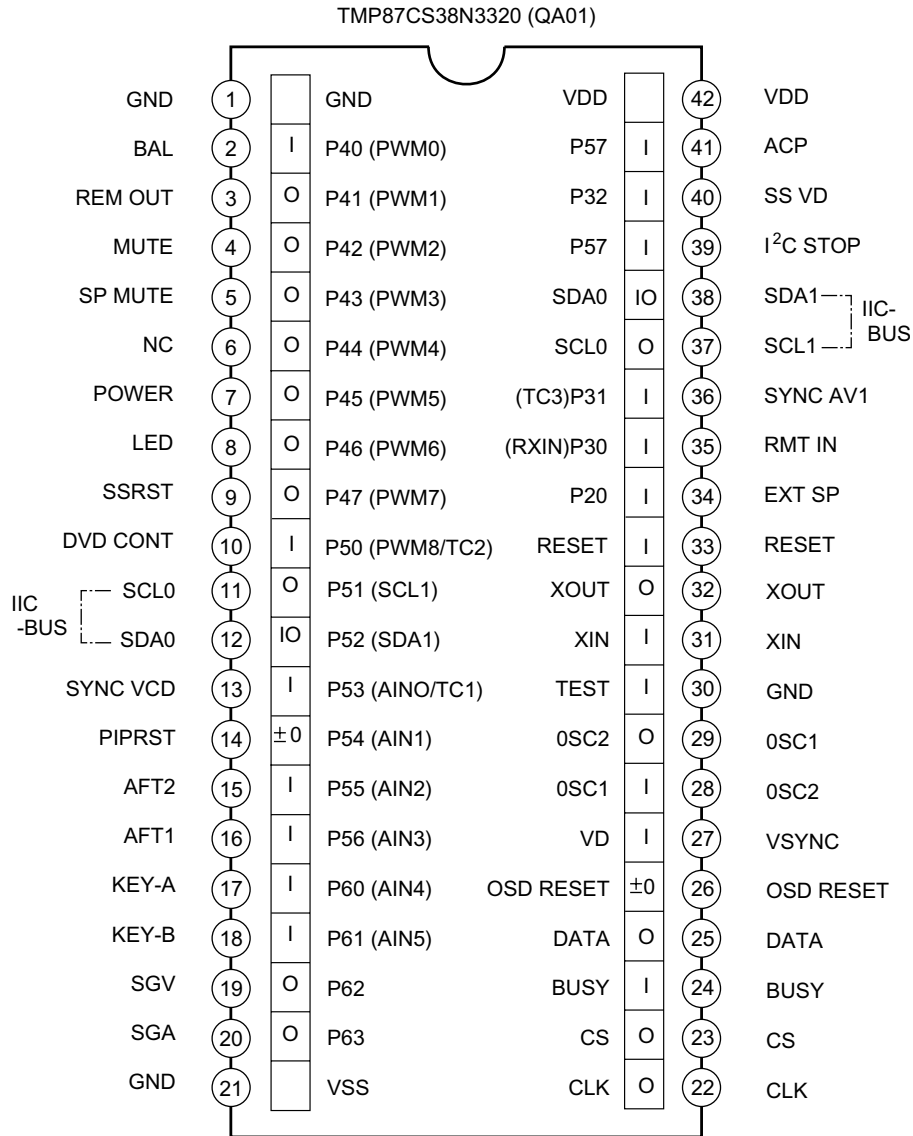 TMP87CS38N3320 (QA01)
GND 1 GND VDD 42 VDD
BAL 2 I P40 (PWM0) P57 I 41 ACP
REM OUT 3 O P41 (PWM1) P32 I 40 SS VD
MUTE 4 O P42 (PWM2) P57 I 39 I²C STOP
SP MUTE 5 O P43 (PWM3) SDA0 IO 38 SDA1
NC 6 O P44 (PWM4) SCL0 O 37 SCL1
IIC-
BUS
POWER 7 O P45 (PWM5) (TC3)P31 I 36 SYNC AV1
LED 8 O P46 (PWM6) (RXIN)P30 I 35 RMT IN
SSRST 9 O P47 (PWM7) P20 I 34 EXT SP
DVD CONT 10 I P50 (PWM8/TC2) RESET I 33 RESET
IIC
-BUS
SCL0 11 O P51 (SCL1) XOUT O 32 XOUT
SDA0 12 IO P52 (SDA1) XIN I 31 XIN
SYNC VCD 13 I P53 (AINO/TC1) TEST I 30 GND
PIPRST 14 ±0 P54 (AIN1) 0SC2 O 29 0SC1
AFT2 15 I P55 (AIN2) 0SC1 I 28 0SC2
AFT1 16 I P56 (AIN3) VD I 27 VSYNC
KEY-A 17 I P60 (AIN4) OSD RESET ±0 26 OSD RESET
KEY-B 18 I P61 (AIN5) DATA O 25 DATA
SGV 19 O P62 BUSY I 24 BUSY
SGA 20 O P63 CS O 23 CS
GND 21 VSS CLK O 22 CLK